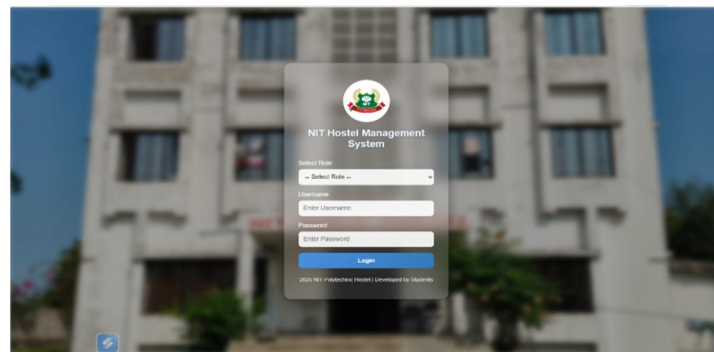 NIT Hostel Management
System
Select Role
-- Select Role --
Username
Enter Username
Password
Enter Password
Login
2025 NIT Polytechnic Hostel | Developed by Students